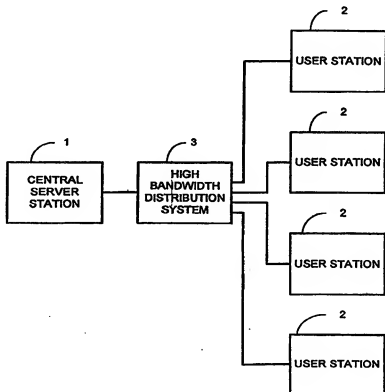 2
USER STATION
1
3
2
CENTRAL
SERVER
STATION
HIGH
BANDWIDTH
DISTRIBUTION
SYSTEM
USER STATION
2
USER STATION
2
USER STATION